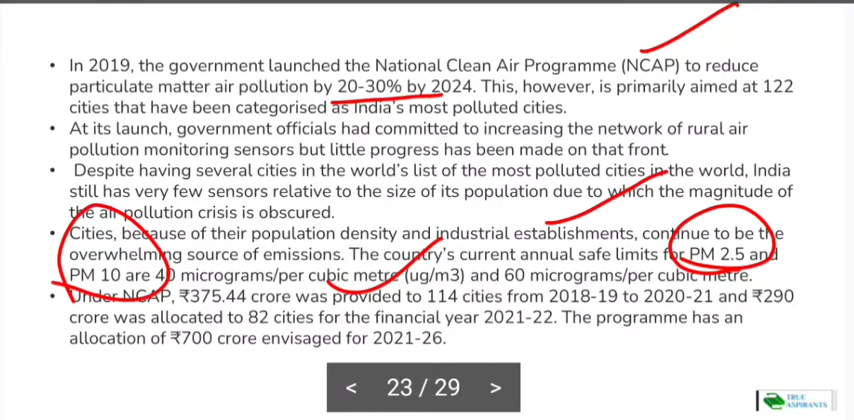 • In 2019, the government launched the National Clean Air Programme (NCAP) to reduce
particulate matter air pollution by 20-30% by 2024. This, however, is primarily aimed at 122
cities that have been categorised as India's most polluted cities.
• At its launch, government officials had committed to increasing the network of rural air
pollution monitoring sensors but little progress has been made on that front.
• Despite having several cities in the world's list of the most polluted cities in the world, India
still has very few sensors relative to the size of its population due to which the magnitude of
the air pollution crisis is obscured.
• Cities, because of their population density and industrial establishments, continue to be the
overwhelming source of emissions. The country's current annual safe limits for PM 2.5 and
PM 10 are 40 micrograms/per cubic metre (ug/m3) and 60 micrograms/per cubic metre.
• Under NCAP, ₹375.44 crore was provided to 114 cities from 2018-19 to 2020-21 and ₹290
crore was allocated to 82 cities for the financial year 2021-22. The programme has an
allocation of ₹700 crore envisaged for 2021-26.
< 23 / 29 >
TRUE
ASPIRANTS